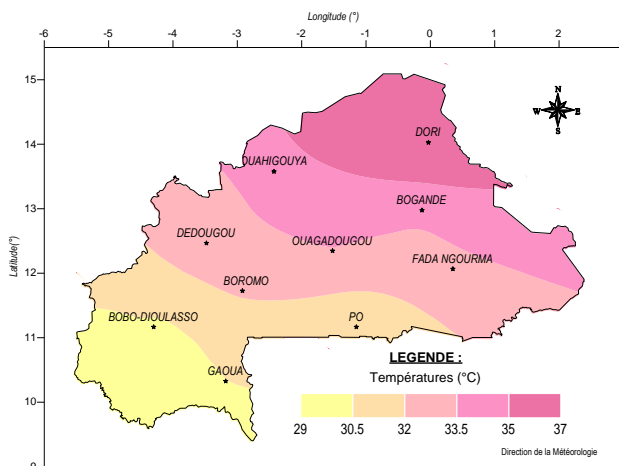 Longitude (°)
-6 -5 -4 -3 -2 -1 0 1 2
15
14
13
12
11
10
9
Latitude(°)
N
W E
S
DORI
OUAHIGOUYA
BOGANDE
DEDOUGOU
OUAGADOUGOU
FADA NGOURMA
BOROMO
BOBO-DIOULASSO
PO
GAOUA
LEGENDE :
Températures (°C)
29 30.5 32 33.5 35 37
Direction de la Météorologie